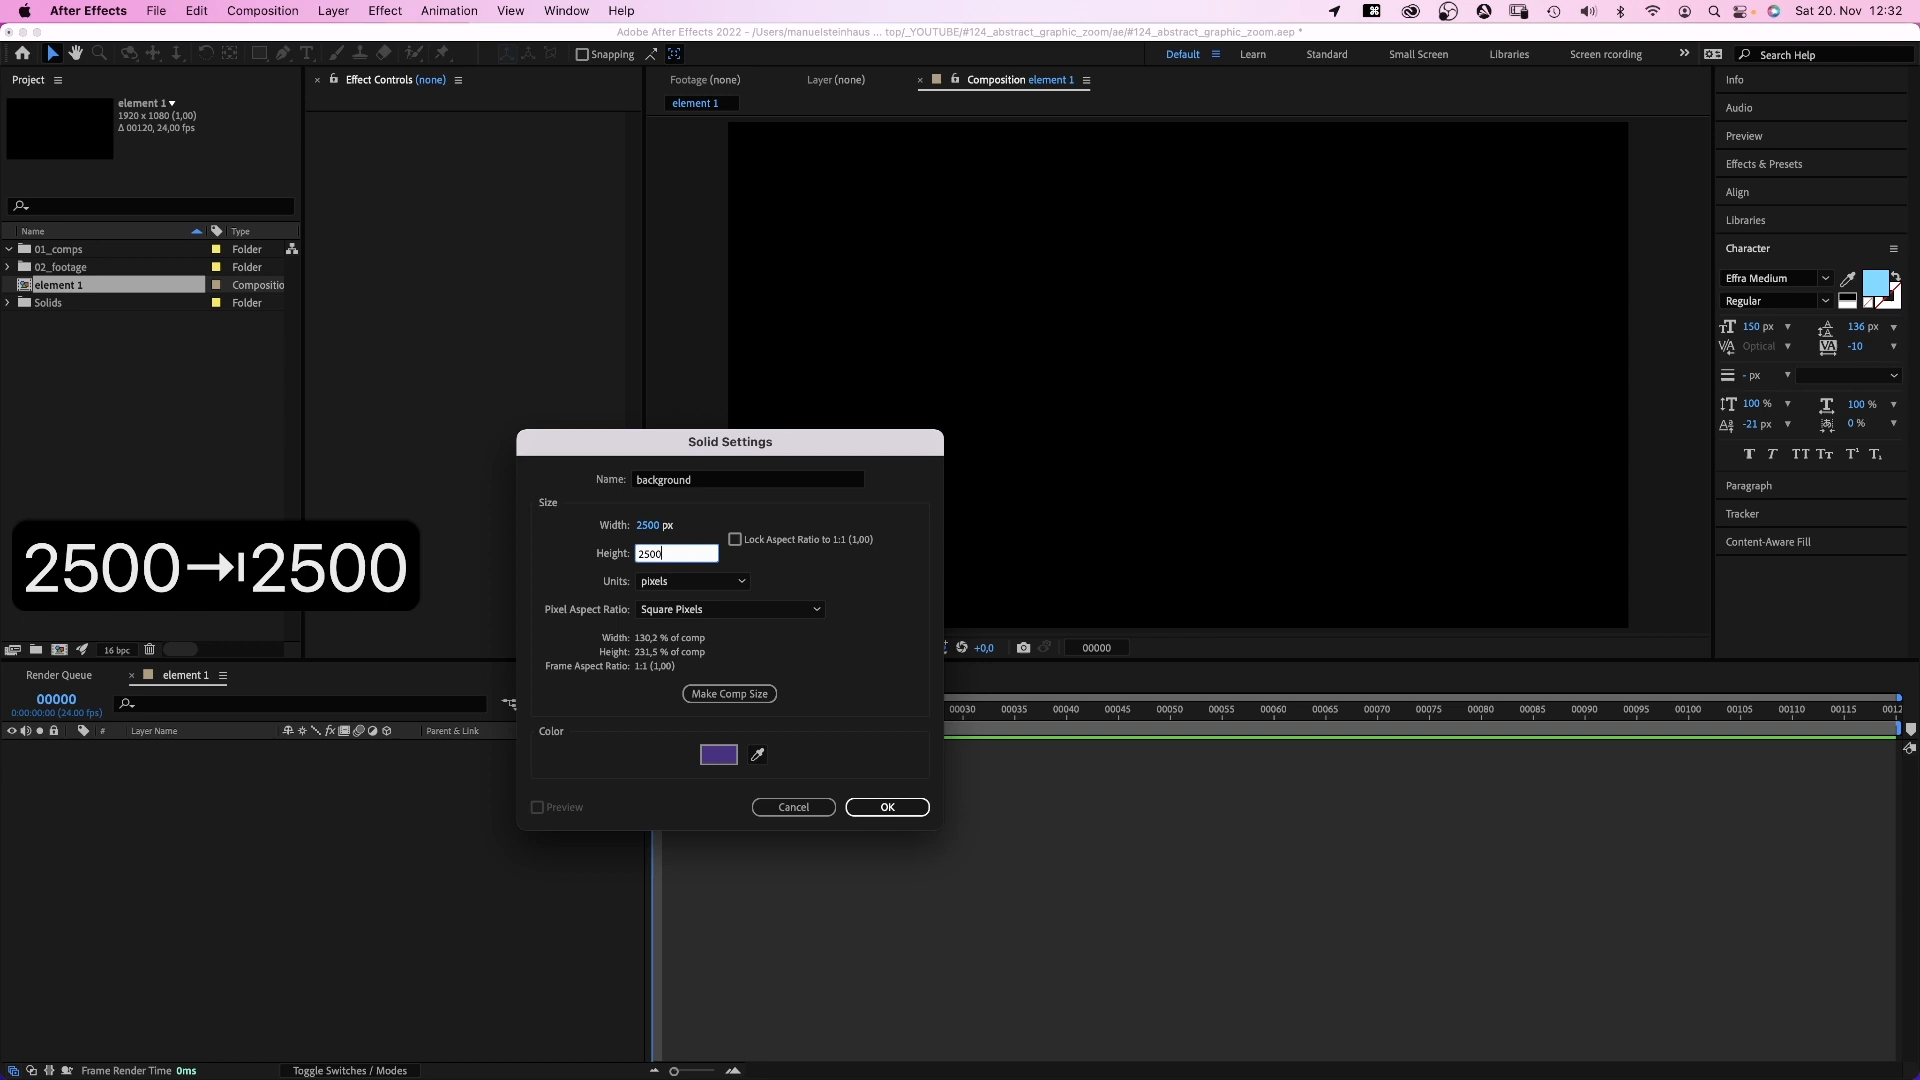 After Effects File Edit Composition Layer Effect Animation View Window Help Sat 20. Nov 12:32
Adobe After Effects 2022 - /Users/manuelsteinhaus ... top/_YOUTUBE/#124_abstract_graphic_zoom/ae/#124_abstract_graphic_zoom.aep *
Snapping Default Learn Standard Small Screen Libraries Screen rcording Search Help
Project
element 1
1920 x 1080 (1,00)
Δ 00120, 24,00 fps
Name Type
01_comps Folder
02_footage Folder
element 1 Compositio
Solids Folder
16 bpc
Effect Controls (none)
Footage (none) Layer (none) Composition element 1
element 1
+0,0 00000
Info
Audio
Preview
Effects & Presets
Align
Libraries
Character
Effra Medium
Regular
150 px 136 px
Optical -10
- px
100 % 100 %
-21 px 0 %
T T TT Tт T¹ T₁
Paragraph
Tracker
Content-Aware Fill
2500⇥2500
Solid Settings
Name: background
Size
Width: 2500 px
Lock Aspect Ratio to 1:1 (1,00)
Height: 2500
Units: pixels
Pixel Aspect Ratio: Square Pixels
Width: 130,2 % of comp
Height: 231,5 % of comp
Frame Aspect Ratio: 1:1 (1,00)
Make Comp Size
Color
Preview Cancel OK
Render Queue element 1
00000
0:00:00:00 (24.00 fps)
# Layer Name fx Parent & Link
00030 00035 00040 00045 00050 00055 00060 00065 00070 00075 00080 00085 00090 00095 00100 00105 00110 00115 0012
Frame Render Time 0ms Toggle Switches / Modes